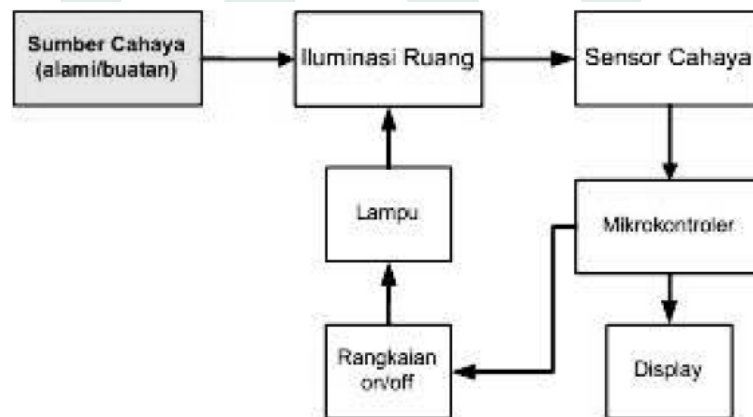 Sumber Cahaya
(alami/buatan)
Iluminasi Ruang
Sensor Cahaya
Lampu
Mikrokontroler
Rangkaian
on/off
Display